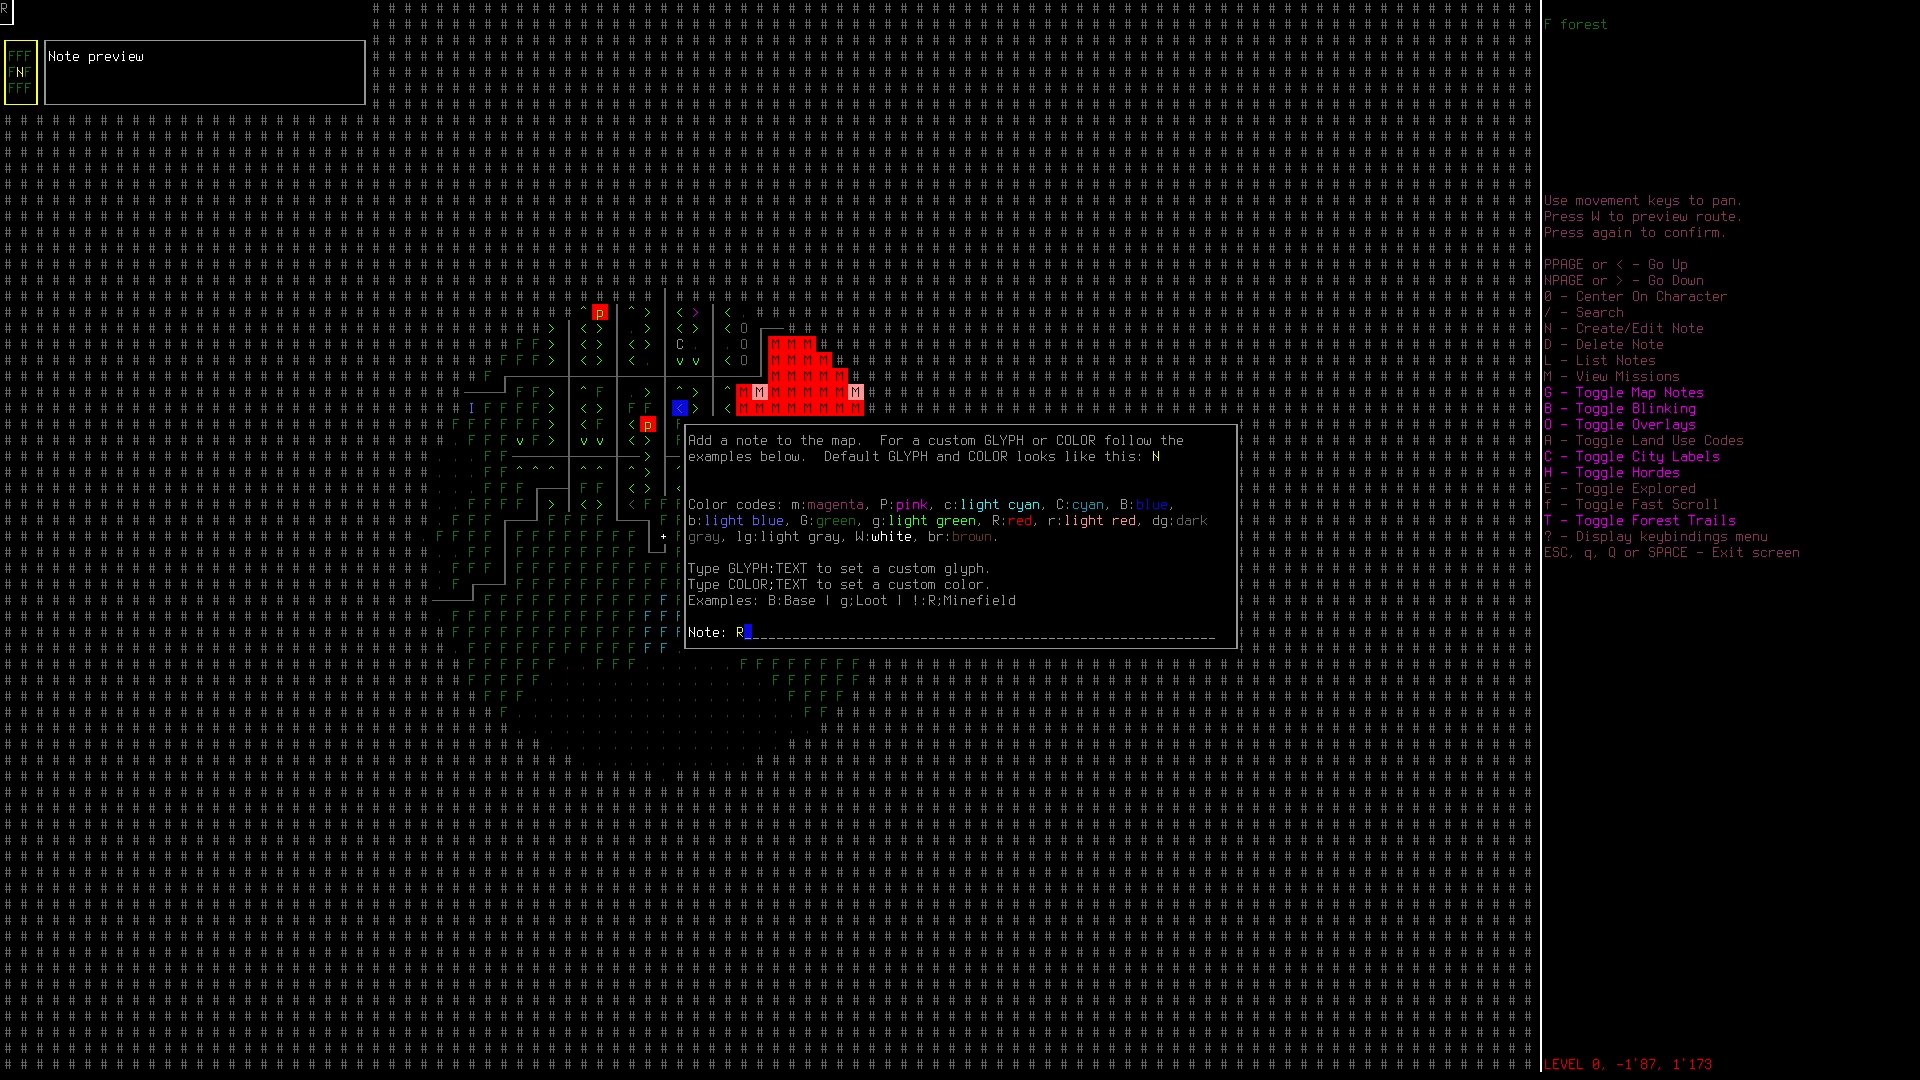 R
F forest
Note preview
FFF
FNF
FFF
Use movement keys to pan.
Press W to preview route.
Press again to confirm.
PPAGE or < - Go Up
NPAGE or > - Go Down
0 - Center On Character
/ - Search
N - Create/Edit Note
D - Delete Note
L - List Notes
M - View Missions
G - Toggle Map Notes
B - Toggle Blinking
O - Toggle Overlays
A - Toggle Land Use Codes
C - Toggle City Labels
H - Toggle Hordes
E - Toggle Explored
f - Toggle Fast Scroll
T - Toggle Forest Trails
? - Display keybindings menu
ESC, q, Q or SPACE - Exit screen
Add a note to the map.  For a custom GLYPH or COLOR follow the
examples below.  Default GLYPH and COLOR looks like this: N
Color codes: m:magenta, P:pink, c:light cyan, C:cyan, B:blue,
b:light blue, G:green, g:light green, R:red, r:light red, dg:dark
gray, lg:light gray, W:white, br:brown.
Type GLYPH:TEXT to set a custom glyph.
Type COLOR;TEXT to set a custom color.
Examples: B:Base | g;Loot | !:R;Minefield
Note: R
LEVEL 0, -1'87, 1'173